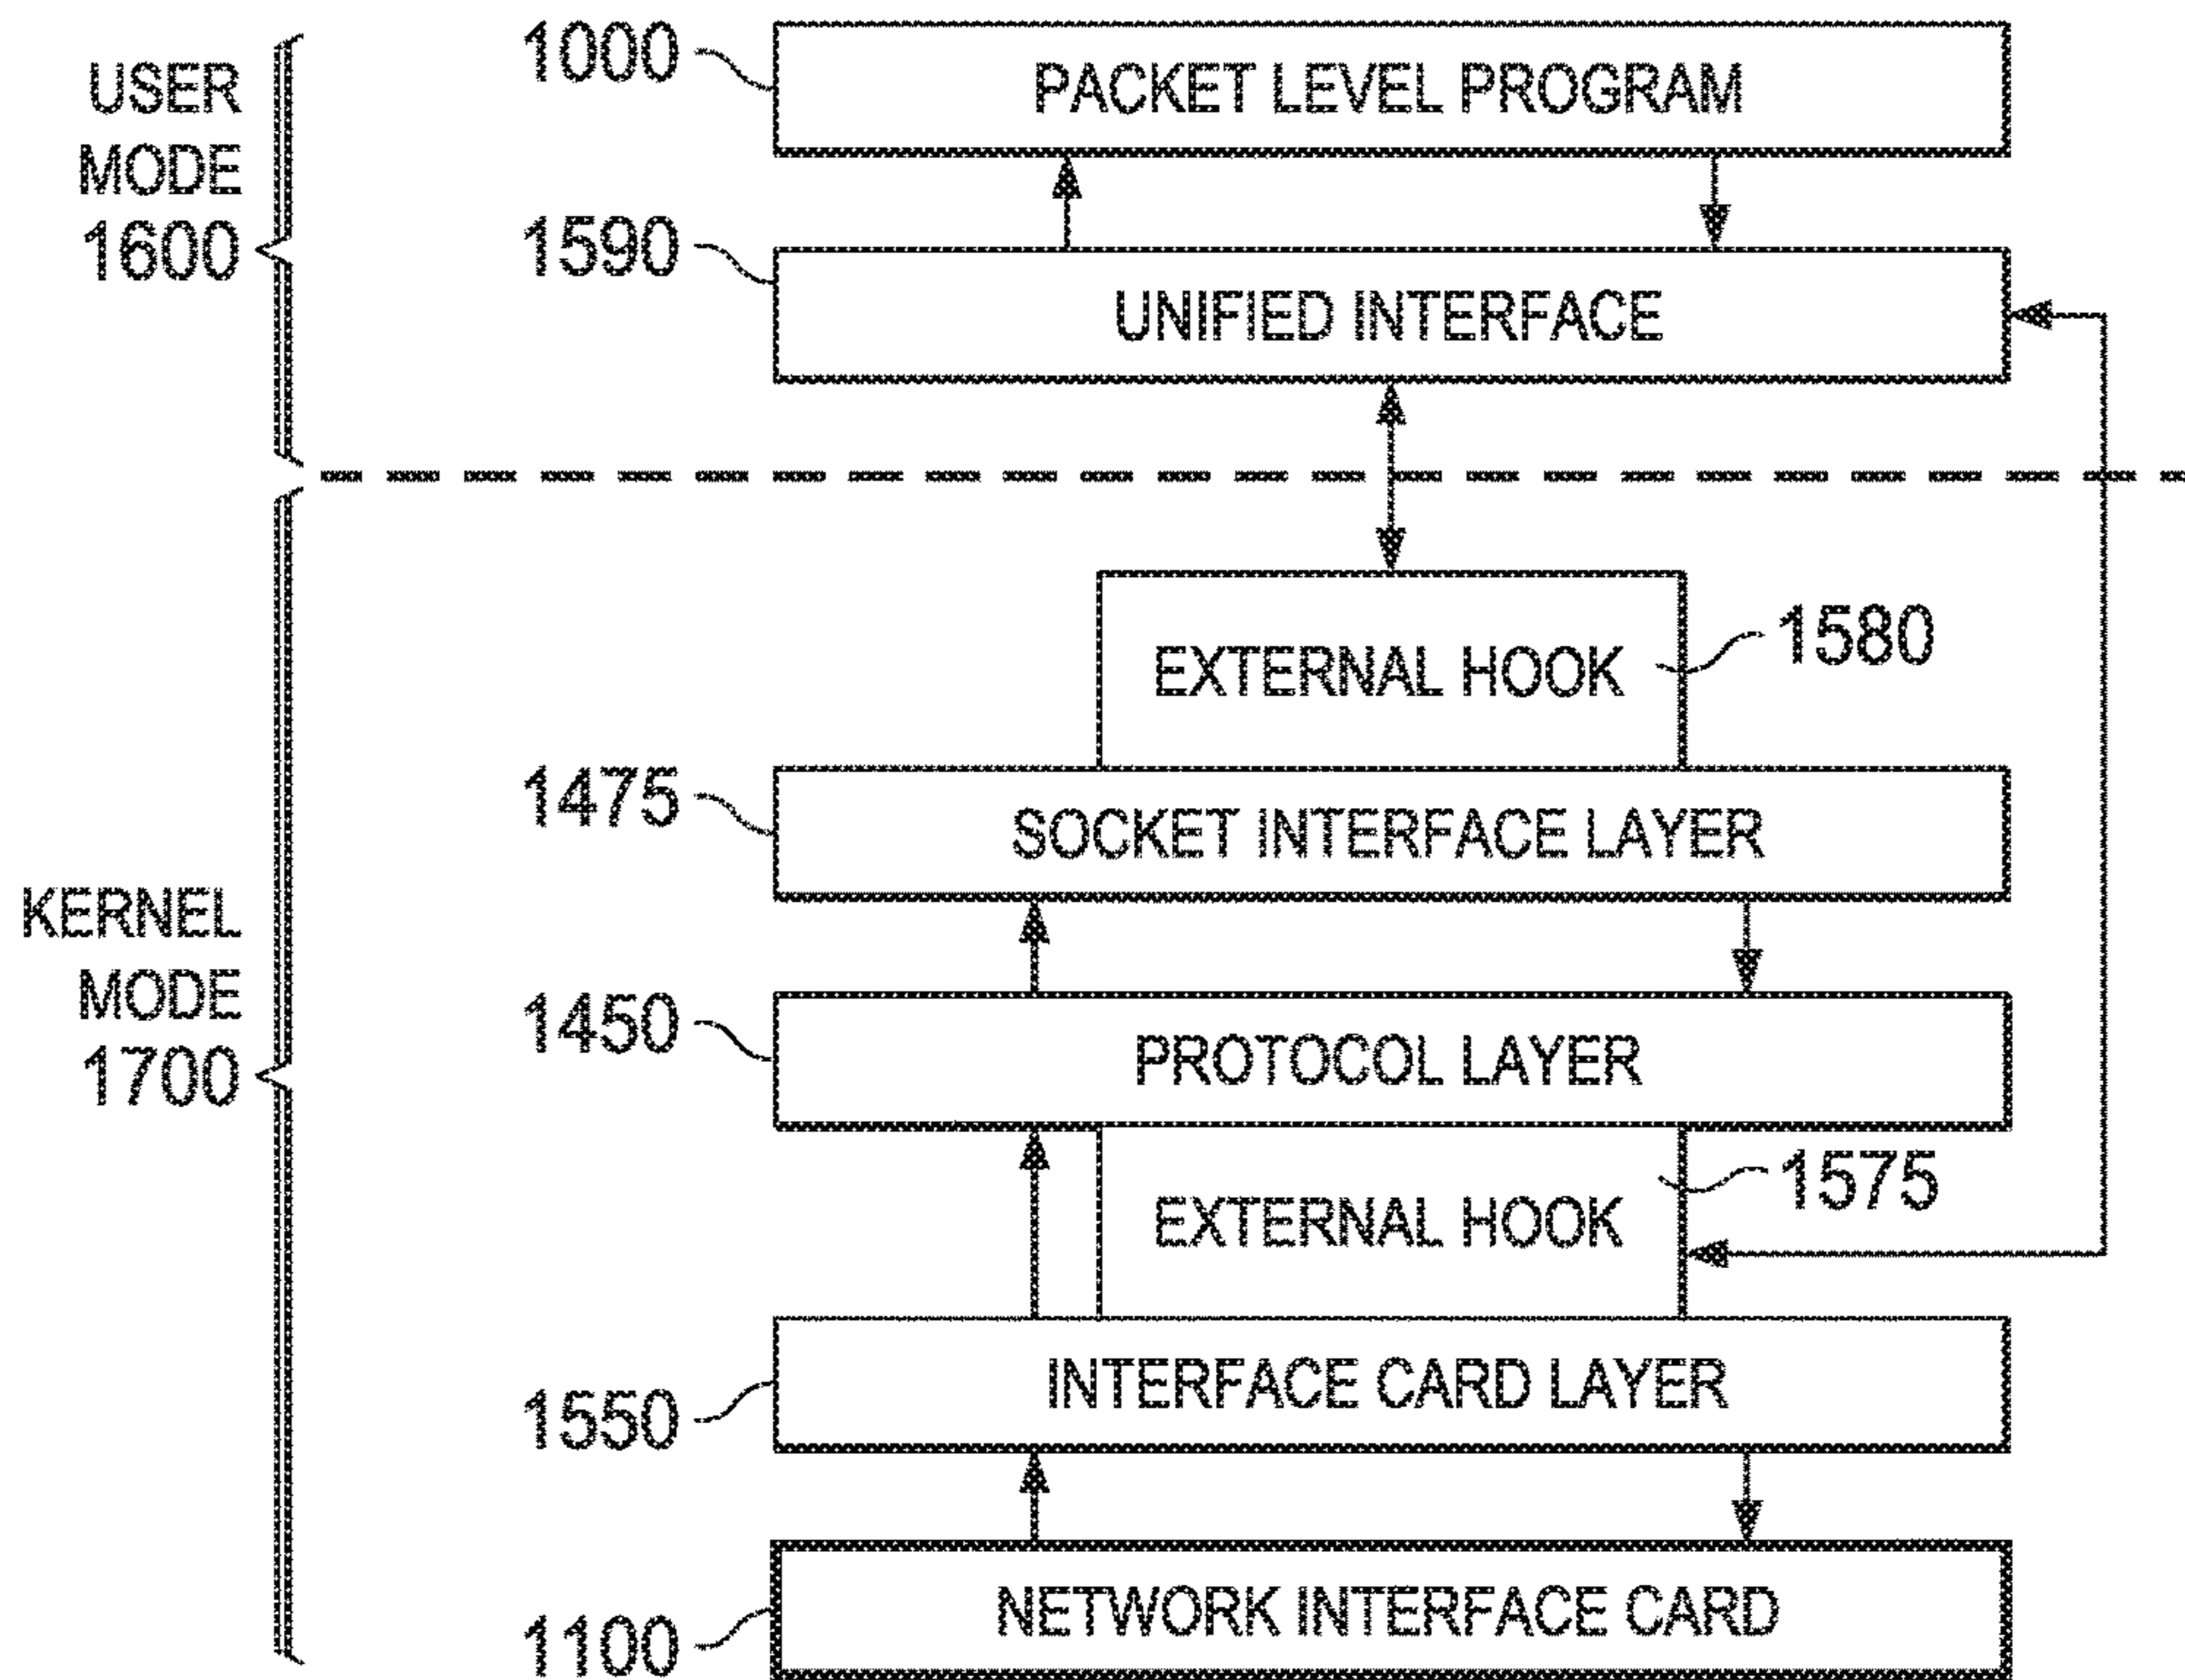 USER
MODE
1600
1000
PACKET LEVEL PROGRAM
1590
UNIFIED INTERFACE
KERNEL
MODE
1700
EXTERNAL HOOK
1580
1475
SOCKET INTERFACE LAYER
1450
PROTOCOL LAYER
EXTERNAL HOOK
1575
1550
INTERFACE CARD LAYER
1100
NETWORK INTERFACE CARD